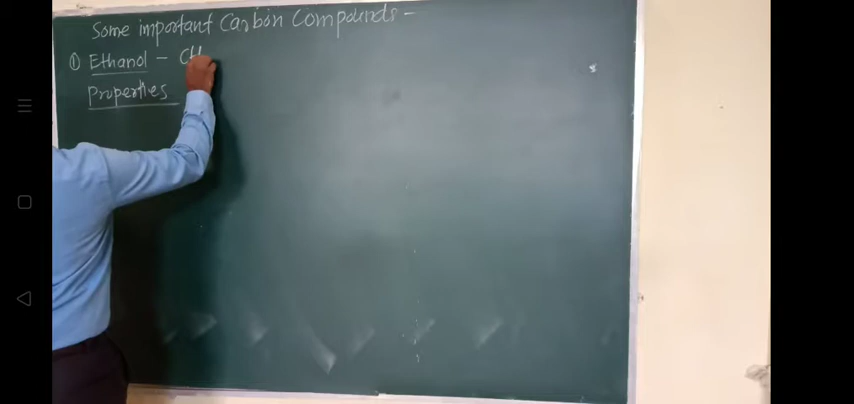 Some important Carbon Compounds -
① Ethanol - CH
Properties